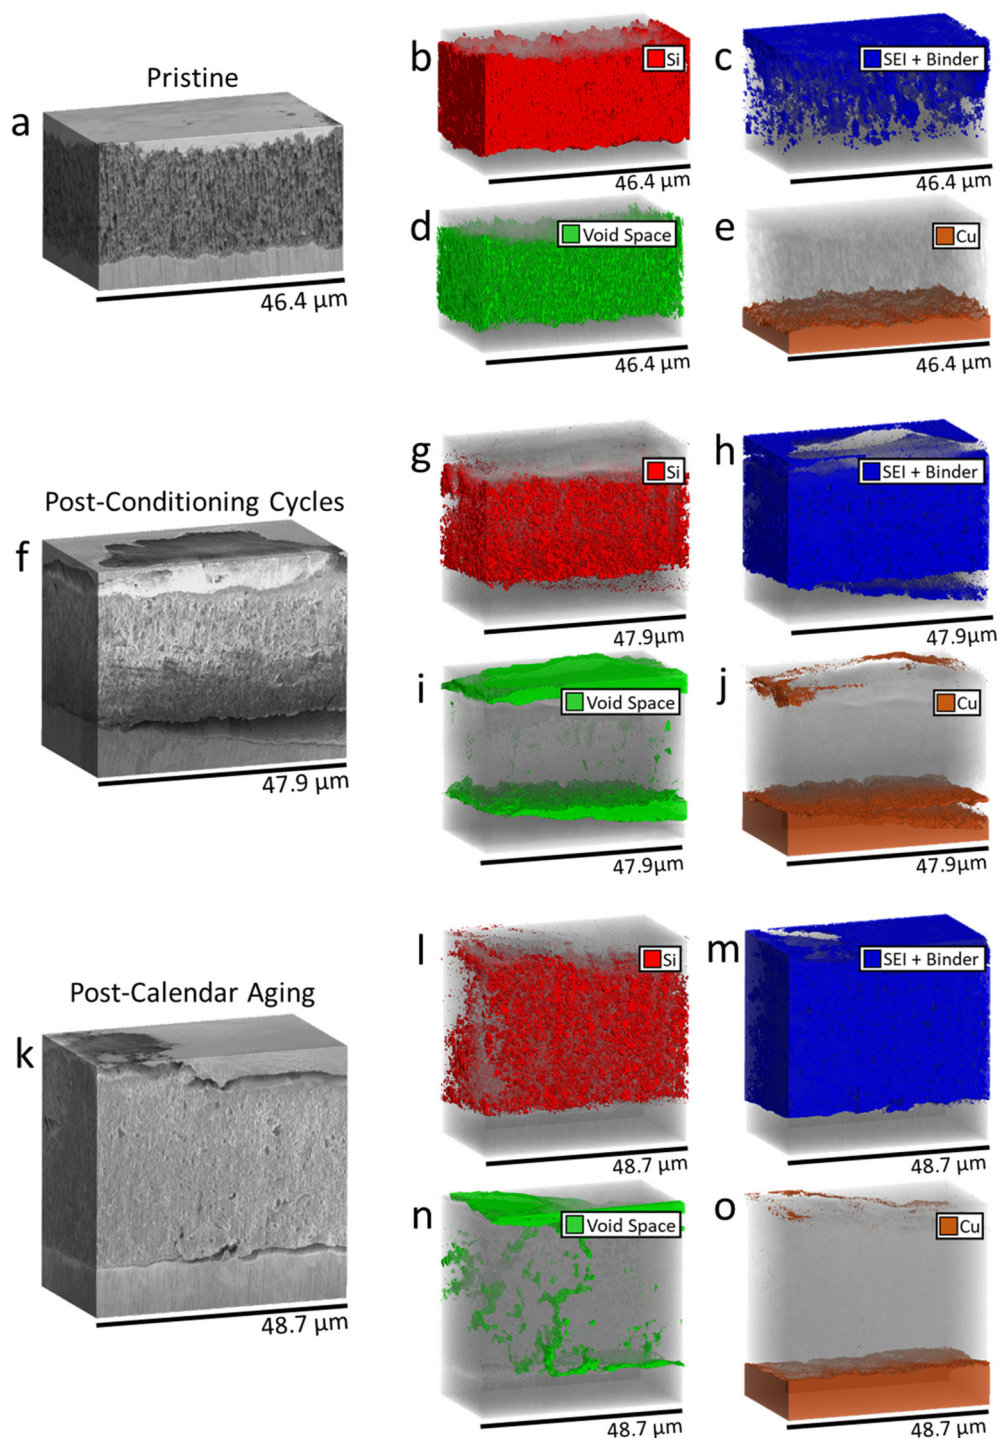 Pristine
a
46.4 µm
b
Si
46.4 µm
c
SEI + Binder
46.4 µm
d
Void Space
46.4 µm
e
Cu
46.4 µm
Post-Conditioning Cycles
f
47.9 µm
g
Si
47.9µm
h
SEI + Binder
47.9µm
i
Void Space
47.9µm
j
Cu
47.9µm
Post-Calendar Aging
k
48.7 µm
l
Si
48.7 µm
m
SEI + Binder
48.7 µm
n
Void Space
48.7 µm
o
Cu
48.7 µm